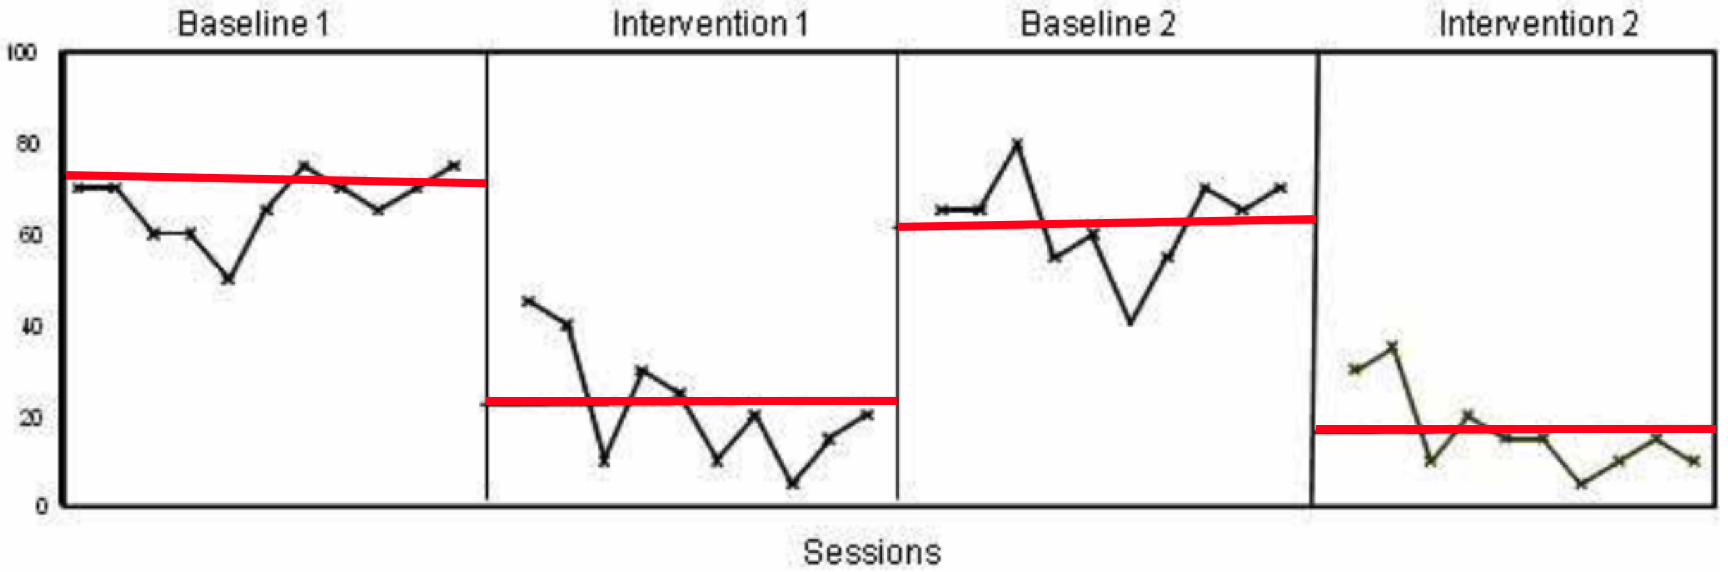 Baseline 1
Intervention 1
Baseline 2
Intervention 2
100
80
60
40
20
0
Sessions